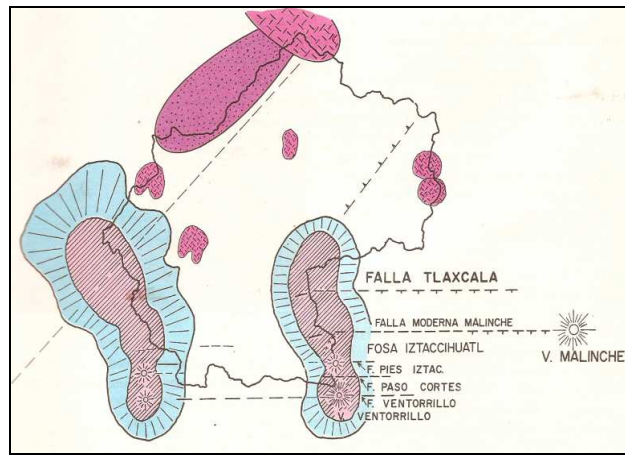 FALLA TLAXCALA
FALLA MODERNA MALINCHE
FOSA IZTACCIHUATL
V. MALINCHE
F. PIES IZTAC.
F. PASO CORTES
F. VENTORRILLO
V. VENTORRILLO